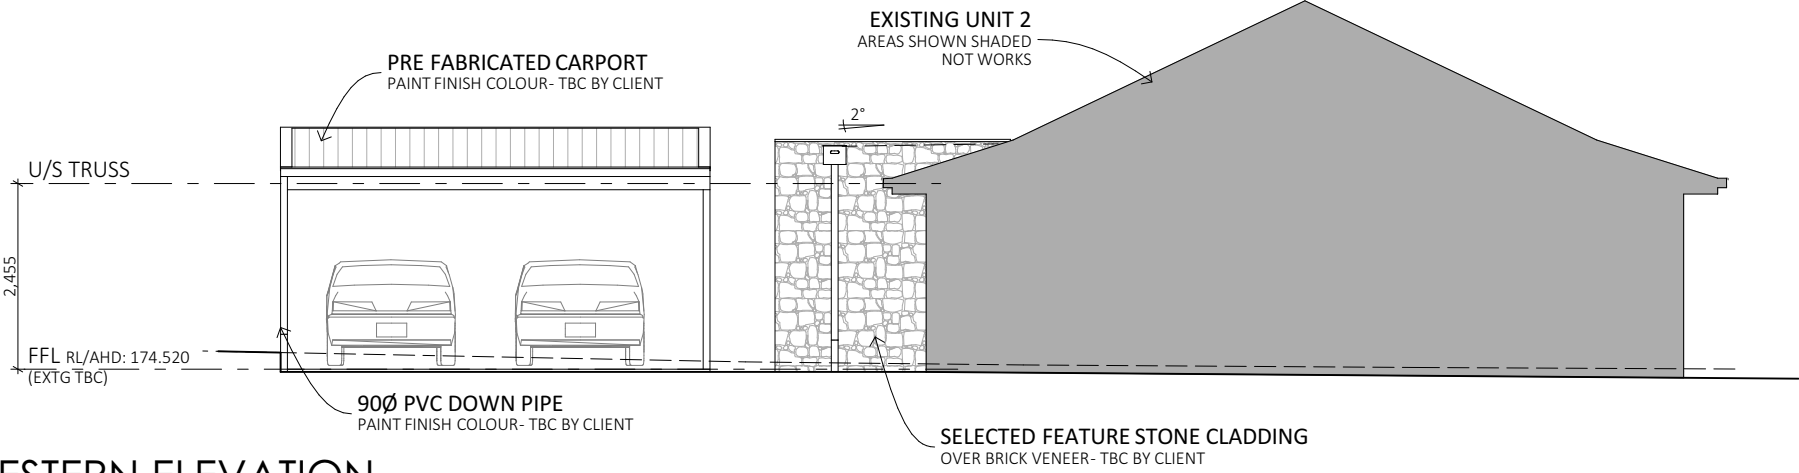 EXISTING UNIT 2
AREAS SHOWN SHADED
NOT WORKS
PRE FABRICATED CARPORT
PAINT FINISH COLOUR- TBC BY CLIENT
2°
U/S TRUSS
2,455
FFL RL/AHD: 174.520
(EXTG TBC)
90Ø PVC DOWN PIPE
PAINT FINISH COLOUR- TBC BY CLIENT
SELECTED FEATURE STONE CLADDING
OVER BRICK VENEER- TBC BY CLIENT
ESTERN ELEVATION